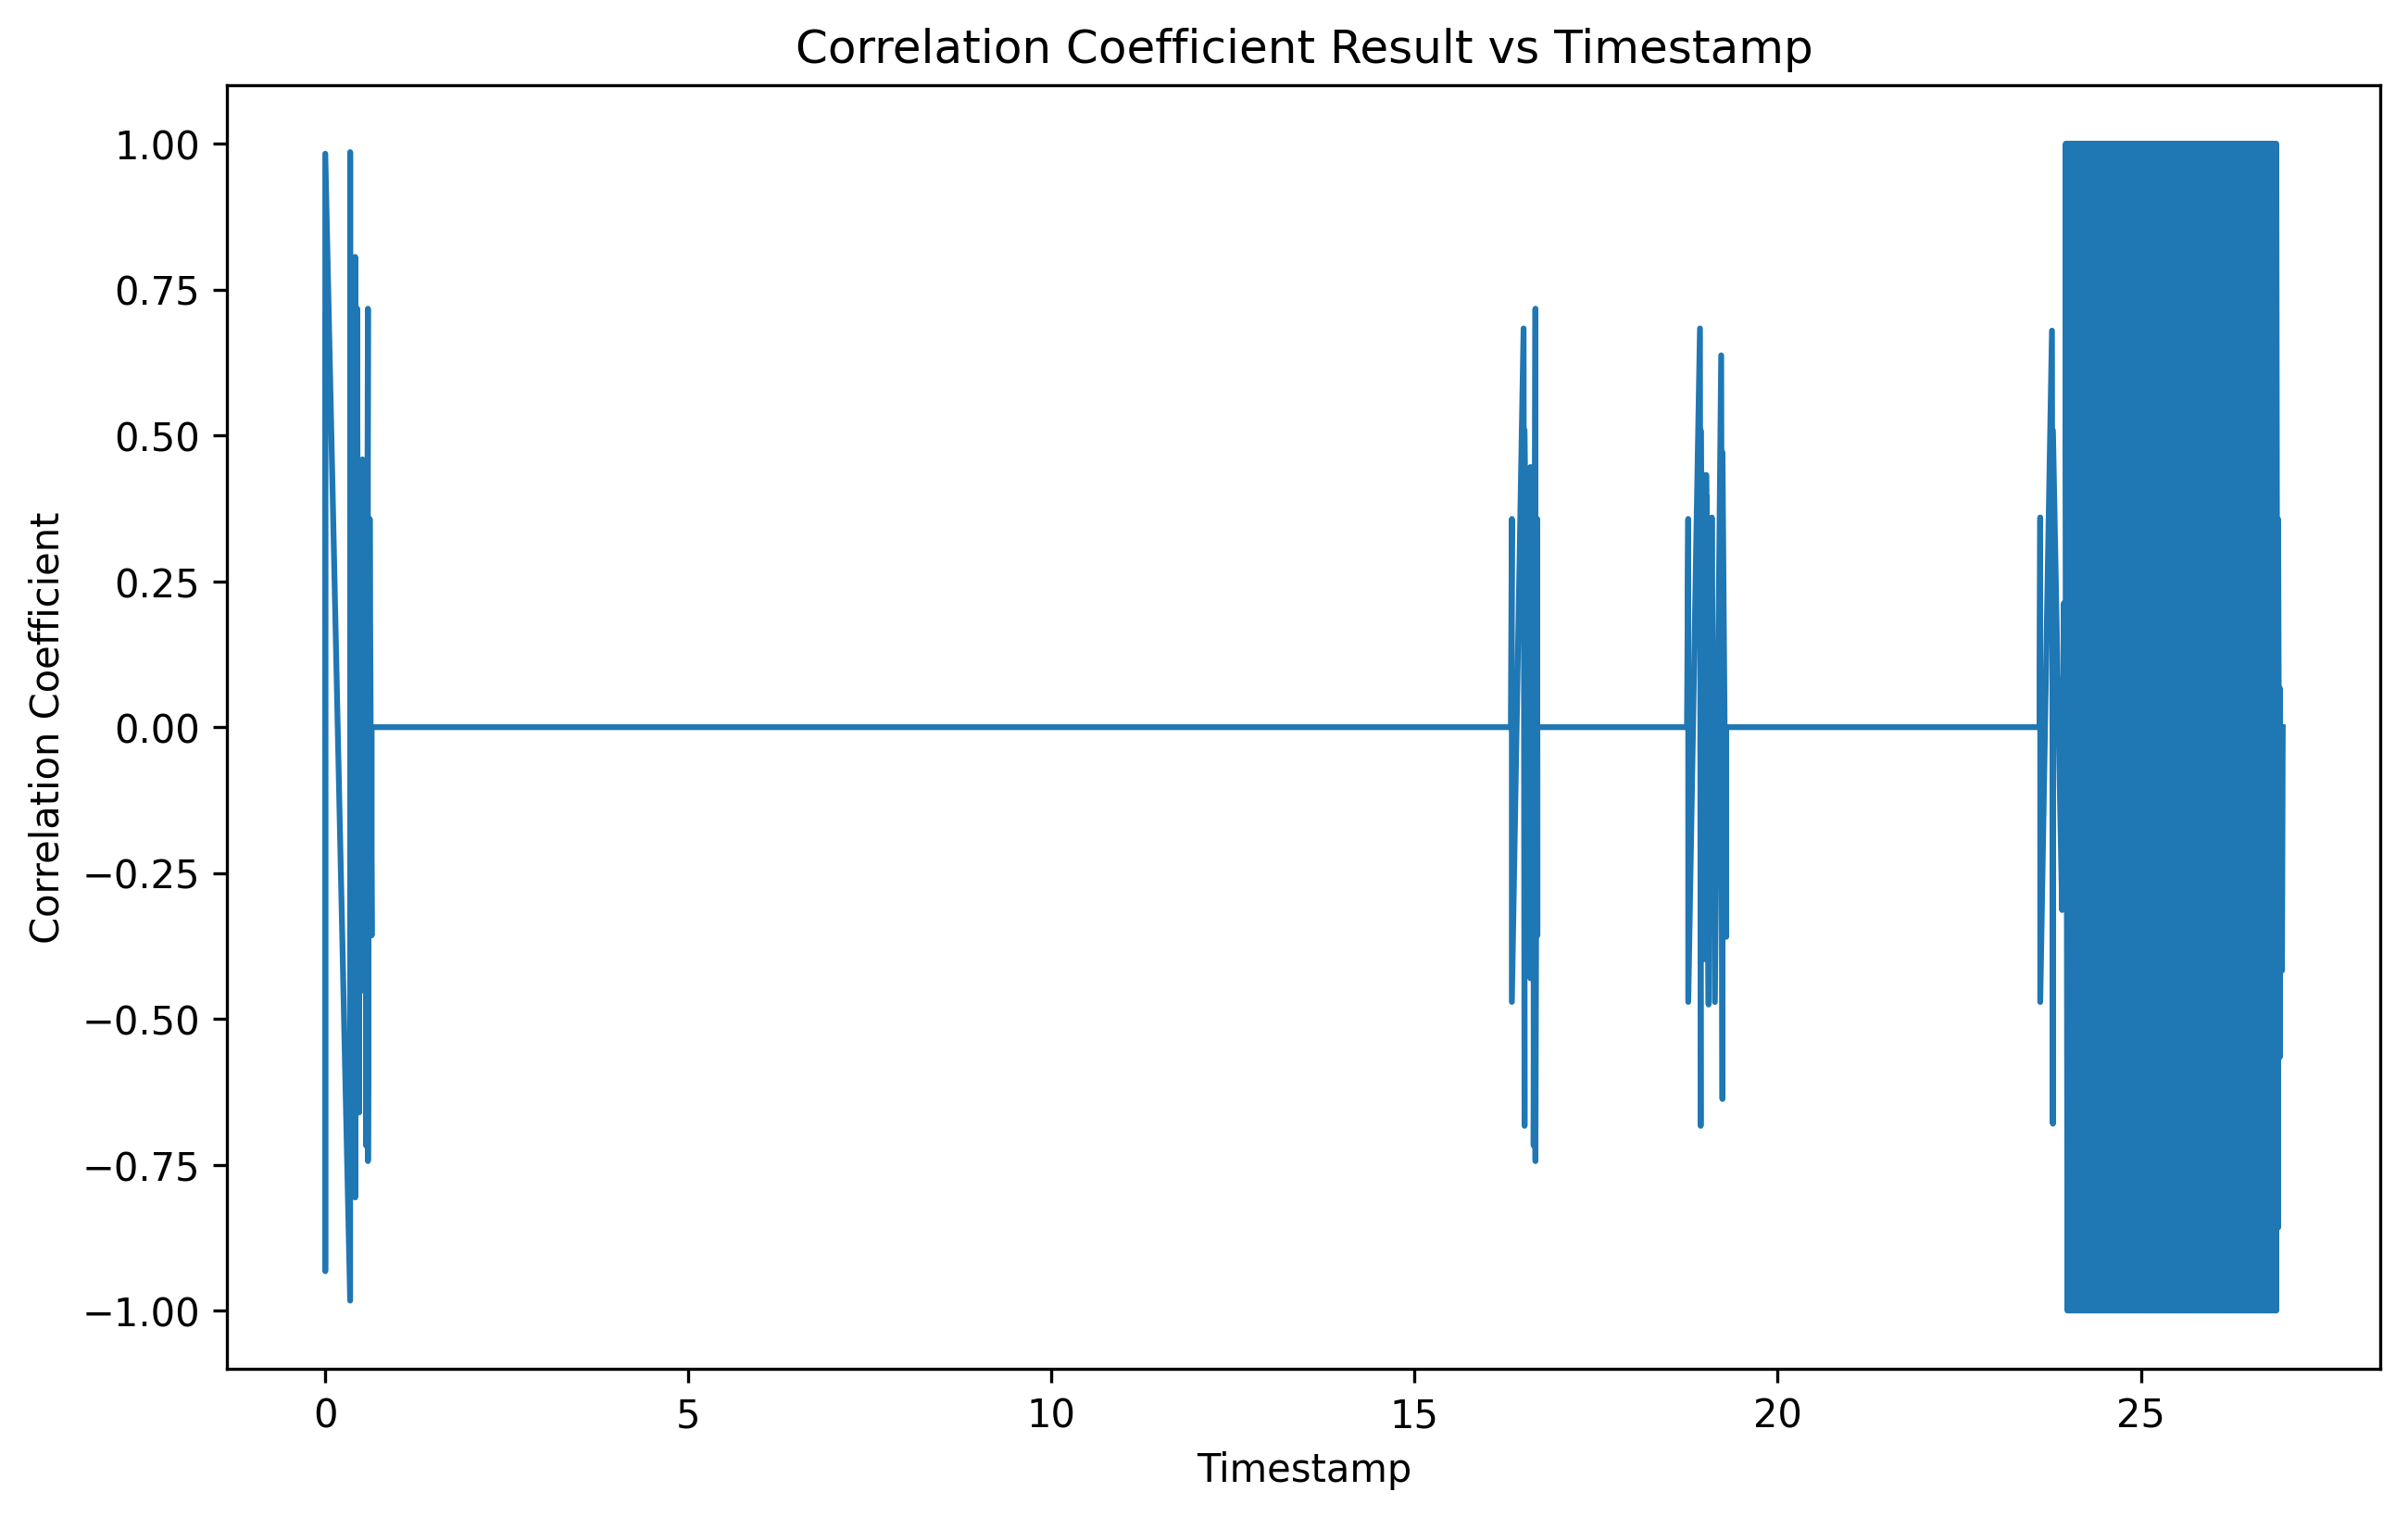 Correlation Coefficient Result vs Timestamp
Correlation Coefficient
1.00
0.75
0.50
0.25
0.00
−0.25
−0.50
−0.75
−1.00
0 5 10 15 20 25
Timestamp